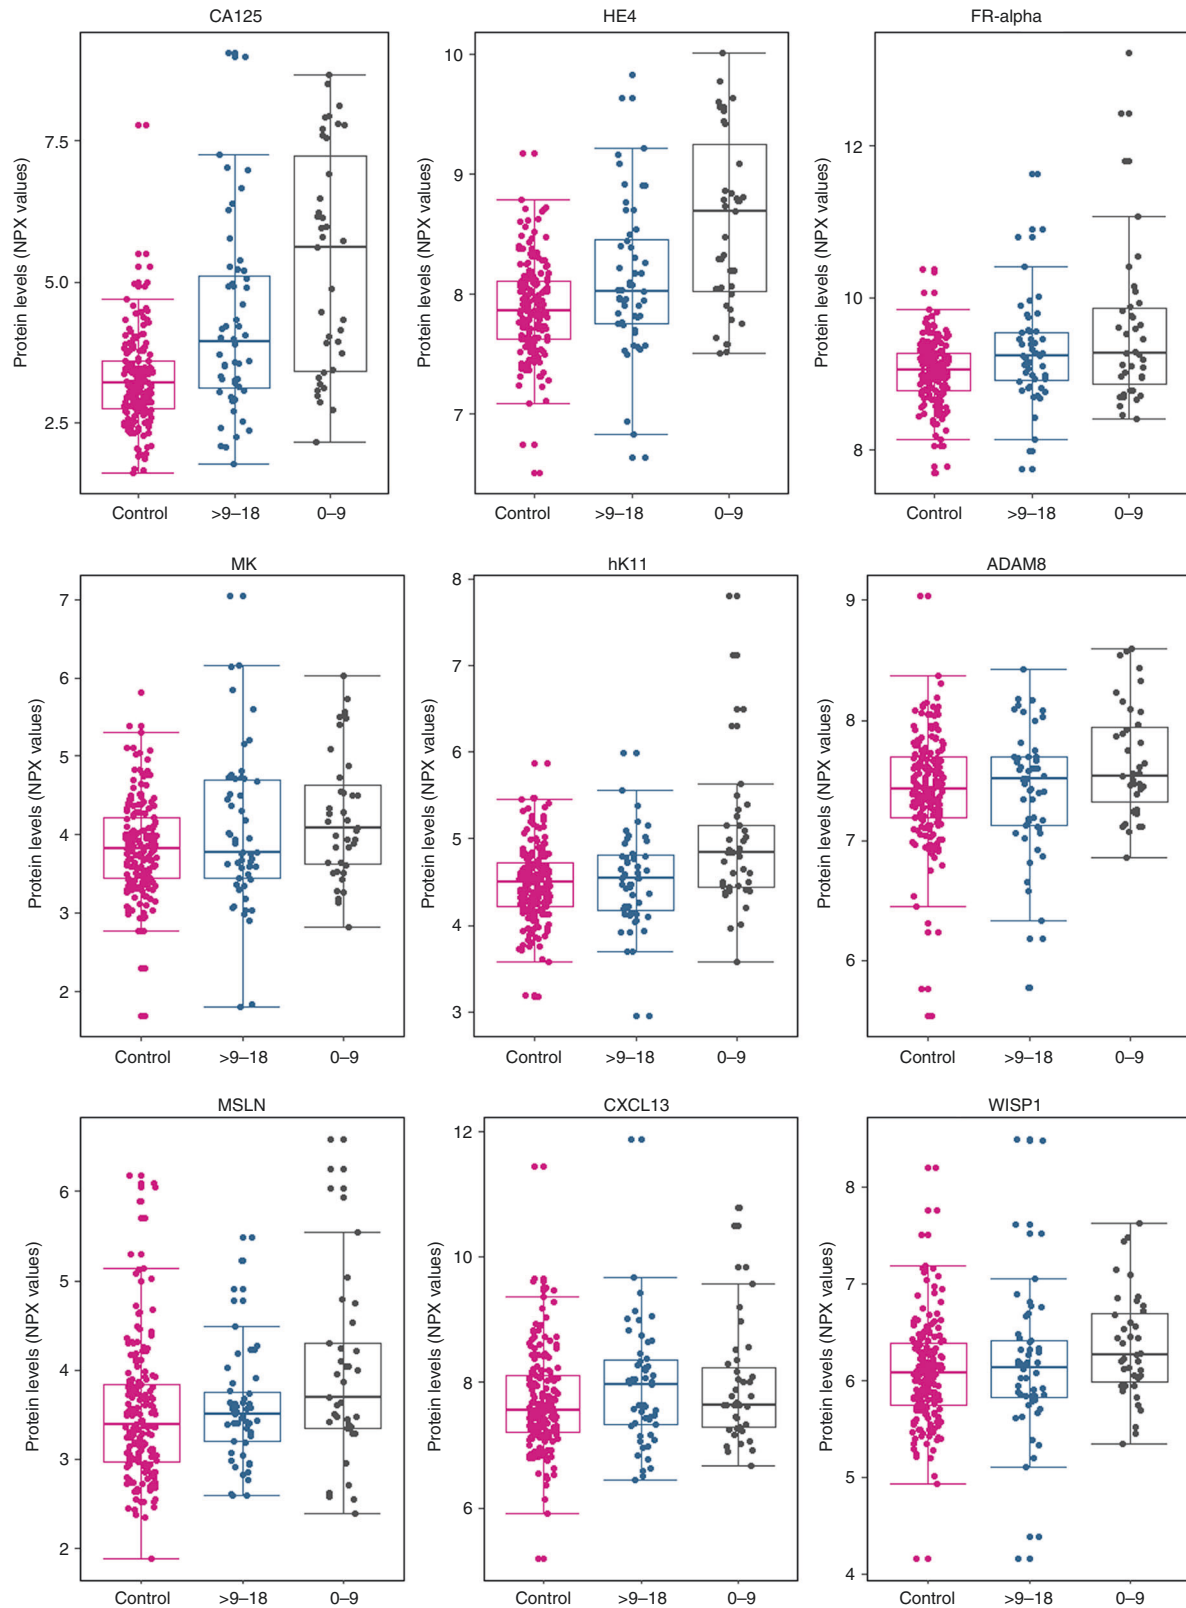 CA125
HE4
FR-alpha
Protein levels (NPX values)
7.5
5.0
2.5
Control
>9–18
0–9
Protein levels (NPX values)
10
9
8
7
Control
>9–18
0–9
Protein levels (NPX values)
12
10
8
Control
>9–18
0–9
MK
hK11
ADAM8
Protein levels (NPX values)
7
6
5
4
3
2
Control
>9–18
0–9
Protein levels (NPX values)
8
7
6
5
4
3
Control
>9–18
0–9
Protein levels (NPX values)
9
8
7
6
Control
>9–18
0–9
MSLN
CXCL13
WISP1
Protein levels (NPX values)
6
5
4
3
2
Control
>9–18
0–9
Protein levels (NPX values)
12
10
8
6
Control
>9–18
0–9
Protein levels (NPX values)
8
7
6
5
4
Control
>9–18
0–9